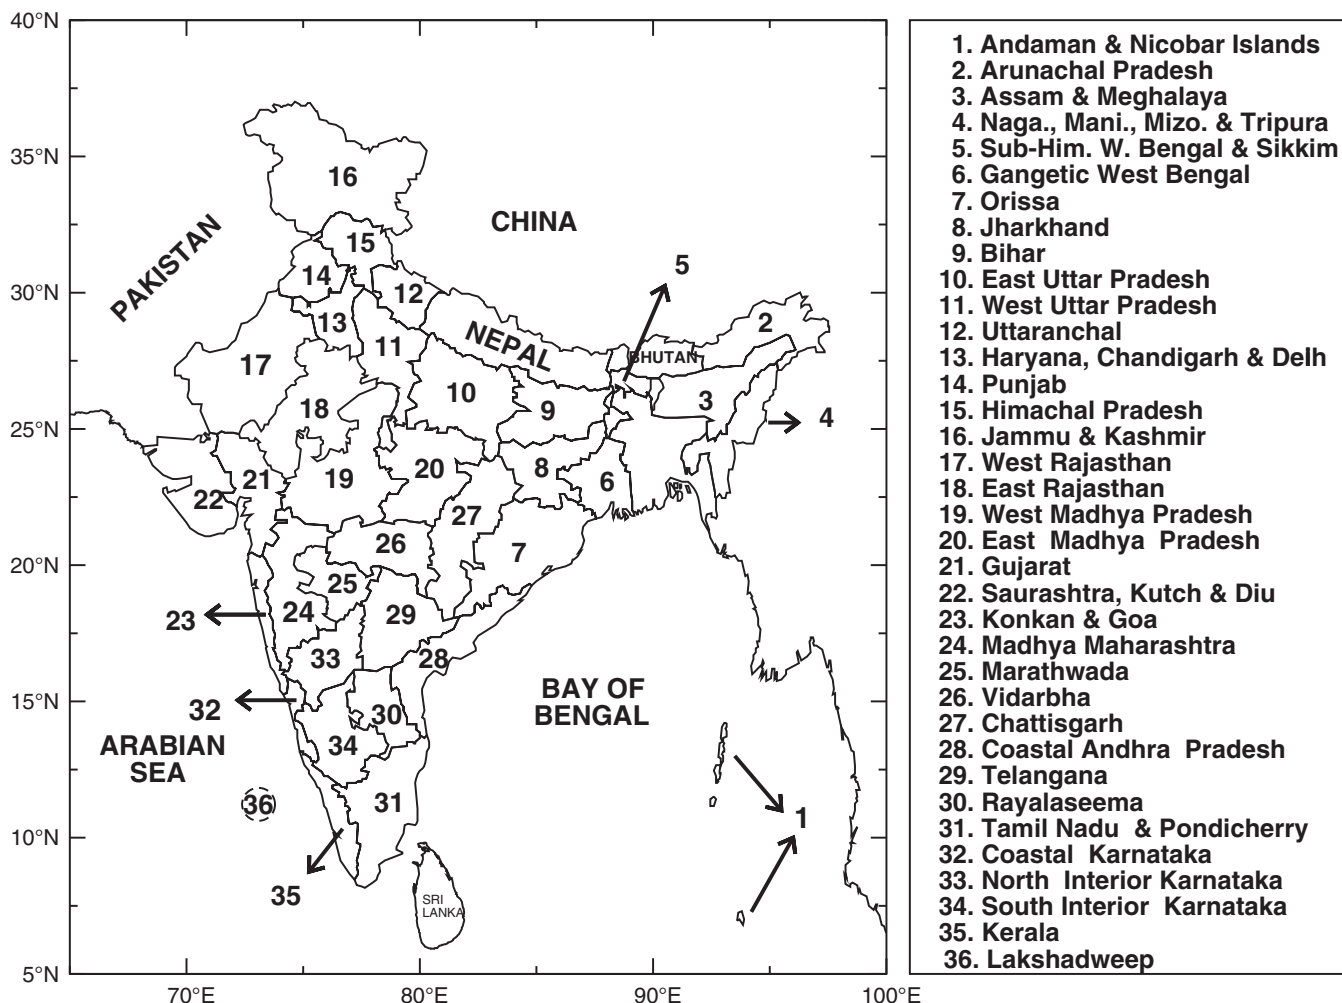 40°N
35°N
30°N
25°N
20°N
15°N
10°N
5°N
70°E
80°E
90°E
100°E
16
CHINA
15
PAKISTAN
14
5
12
13
2
NEPAL
11
BHUTAN
17
10
3
18
9
4
20
8
19
21
6
22
27
26
7
25
24
29
23
33
28
BAY OF
BENGAL
32
30
34
ARABIAN
SEA
36
31
1
35
SRI
LANKA
1. Andaman & Nicobar Islands
2. Arunachal Pradesh
3. Assam & Meghalaya
4. Naga., Mani., Mizo. & Tripura
5. Sub-Him. W. Bengal & Sikkim
6. Gangetic West Bengal
7. Orissa
8. Jharkhand
9. Bihar
10. East Uttar Pradesh
11. West Uttar Pradesh
12. Uttaranchal
13. Haryana, Chandigarh & Delh
14. Punjab
15. Himachal Pradesh
16. Jammu & Kashmir
17. West Rajasthan
18. East Rajasthan
19. West Madhya Pradesh
20. East Madhya Pradesh
21. Gujarat
22. Saurashtra, Kutch & Diu
23. Konkan & Goa
24. Madhya Maharashtra
25. Marathwada
26. Vidarbha
27. Chattisgarh
28. Coastal Andhra Pradesh
29. Telangana
30. Rayalaseema
31. Tamil Nadu & Pondicherry
32. Coastal Karnataka
33. North Interior Karnataka
34. South Interior Karnataka
35. Kerala
36. Lakshadweep